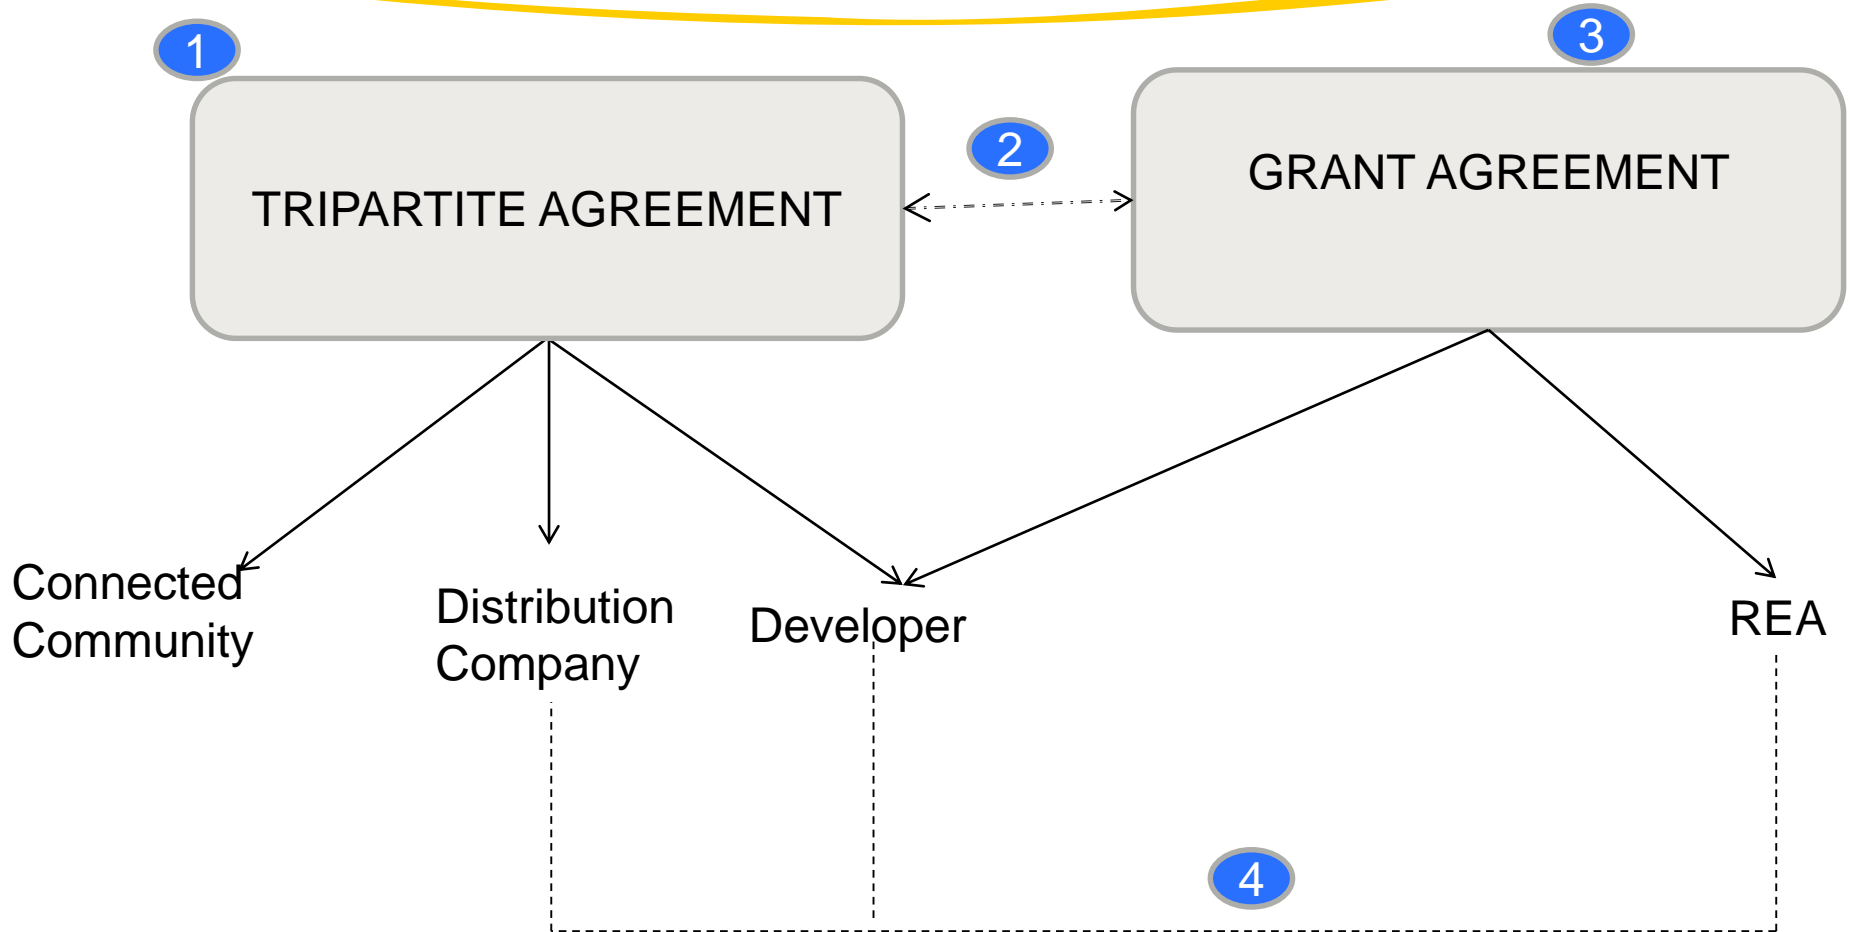 1
3
2
TRIPARTITE AGREEMENT
GRANT AGREEMENT
Connected
Community
Distribution
Company
Developer
REA
4